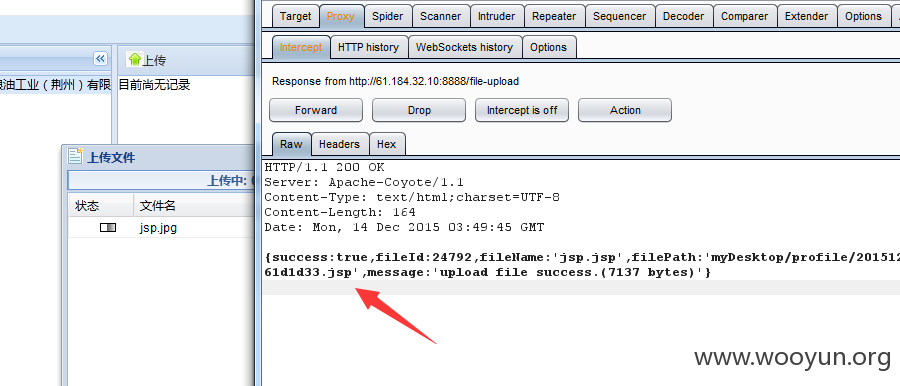 Target Proxy Spider Scanner Intruder Repeater Sequencer Decoder Comparer Extender Options
Intercept HTTP history WebSockets history Options
上传
工业（荆州）有限
目前尚无记录
Response from http://61.184.32.10:8888/file-upload
Forward Drop Intercept is off Action
Raw Headers Hex
上传文件
上传中:
状态 文件名
jsp.jpg
HTTP/1.1 200 OK
Server: Apache-Coyote/1.1
Content-Type: text/html;charset=UTF-8
Content-Length: 164
Date: Mon, 14 Dec 2015 03:49:45 GMT
{success:true,fileId:24792,fileName:'jsp.jsp',filePath:'myDesktop/profile/201512
61d1d33.jsp',message:'upload file success.(7137 bytes)'}
www.wooyun.org